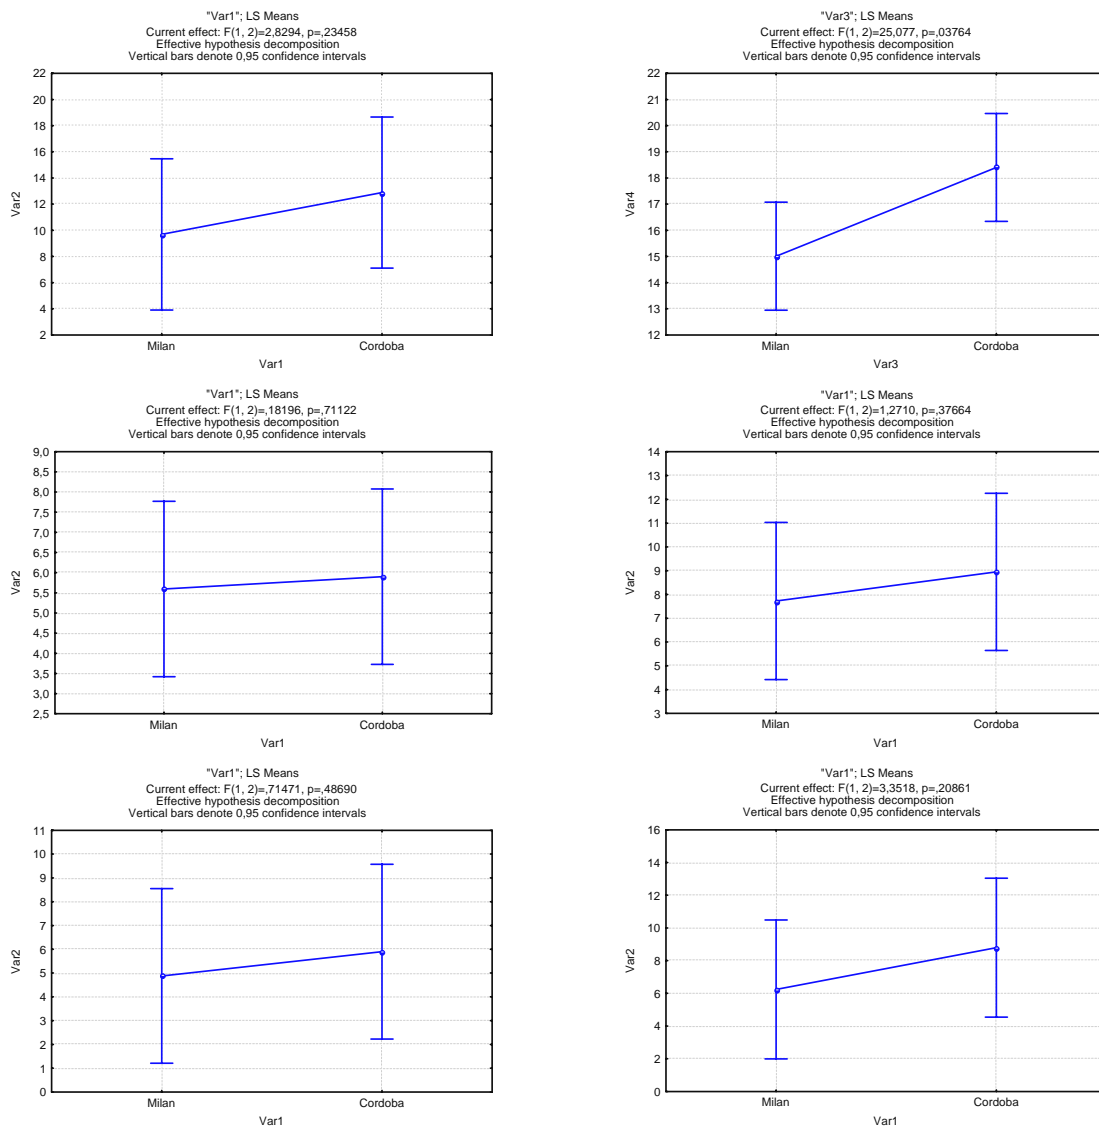 "Var1"; LS Means
Current effect: F(1, 2)=2,8294, p=,23458
Effective hypothesis decomposition
Vertical bars denote 0,95 confidence intervals
22
20
18
16
14
12
10
8
6
4
2
Var2
Milan Cordoba
Var1
"Var3"; LS Means
Current effect: F(1, 2)=25,077, p=,03764
Effective hypothesis decomposition
Vertical bars denote 0,95 confidence intervals
22
21
20
19
18
17
16
15
14
13
12
Var4
Milan Cordoba
Var3
"Var1"; LS Means
Current effect: F(1, 2)=,18196, p=,71122
Effective hypothesis decomposition
Vertical bars denote 0,95 confidence intervals
9,0
8,5
8,0
7,5
7,0
6,5
6,0
5,5
5,0
4,5
4,0
3,5
3,0
2,5
Var2
Milan Cordoba
Var1
"Var1"; LS Means
Current effect: F(1, 2)=1,2710, p=,37664
Effective hypothesis decomposition
Vertical bars denote 0,95 confidence intervals
14
13
12
11
10
9
8
7
6
5
4
3
Var2
Milan Cordoba
Var1
"Var1"; LS Means
Current effect: F(1, 2)=,71471, p=,48690
Effective hypothesis decomposition
Vertical bars denote 0,95 confidence intervals
11
10
9
8
7
6
5
4
3
2
1
0
Var2
Milan Cordoba
Var1
"Var1"; LS Means
Current effect: F(1, 2)=3,3518, p=,20861
Effective hypothesis decomposition
Vertical bars denote 0,95 confidence intervals
16
14
12
10
8
6
4
2
0
Var2
Milan Cordoba
Var1